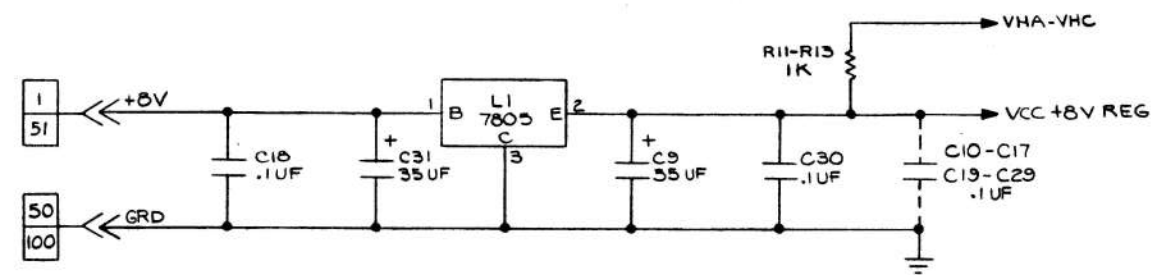 VHA-VHC
R11-R13
1K
1
51
+8V
1
B
L1
7805
C
E
2
3
VCC +8V REG
C18
.1UF
+
C31
35UF
+
C9
35UF
C30
.1UF
C10-C17
C19-C29
.1UF
50
100
GRD